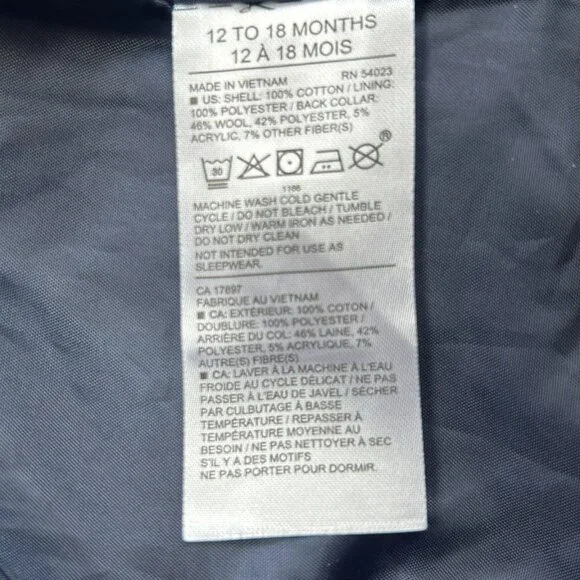 12 TO 18 MONTHS
12 À 18 MOIS
MADE IN VIETNAM RN 54023
■ US: SHELL: 100% COTTON / LINING:
100% POLYESTER / BACK COLLAR:
46% WOOL, 42% POLYESTER, 5%
ACRYLIC, 7% OTHER FIBER(S)
30
®
1186
MACHINE WASH COLD GENTLE
CYCLE / DO NOT BLEACH / TUMBLE
DRY LOW / WARM IRON AS NEEDED /
DO NOT DRY CLEAN
NOT INTENDED FOR USE AS
SLEEPWEAR.
CA 17897
FABRIQUE AU VIETNAM
■ CA: EXTÉRIEUR: 100% COTON /
DOUBLURE: 100% POLYESTER /
ARRIÈRE DU COL: 46% LAINE, 42%
POLYESTER, 5% ACRYLIQUE, 7%
AUTRE(S) FIBRE(S)
■ CA: LAVER À LA MACHINE À L'EAU
FROIDE AU CYCLE DÉLICAT / NE PAS
PASSER À L'EAU DE JAVEL / SÉCHER
PAR CULBUTAGE À BASSE
TEMPÉRATURE / REPASSER À
TEMPÉRATURE MOYENNE AU
BESOIN / NE PAS NETTOYER À SEC
S'IL Y A DES MOTIFS
NE PAS PORTER POUR DORMIR.